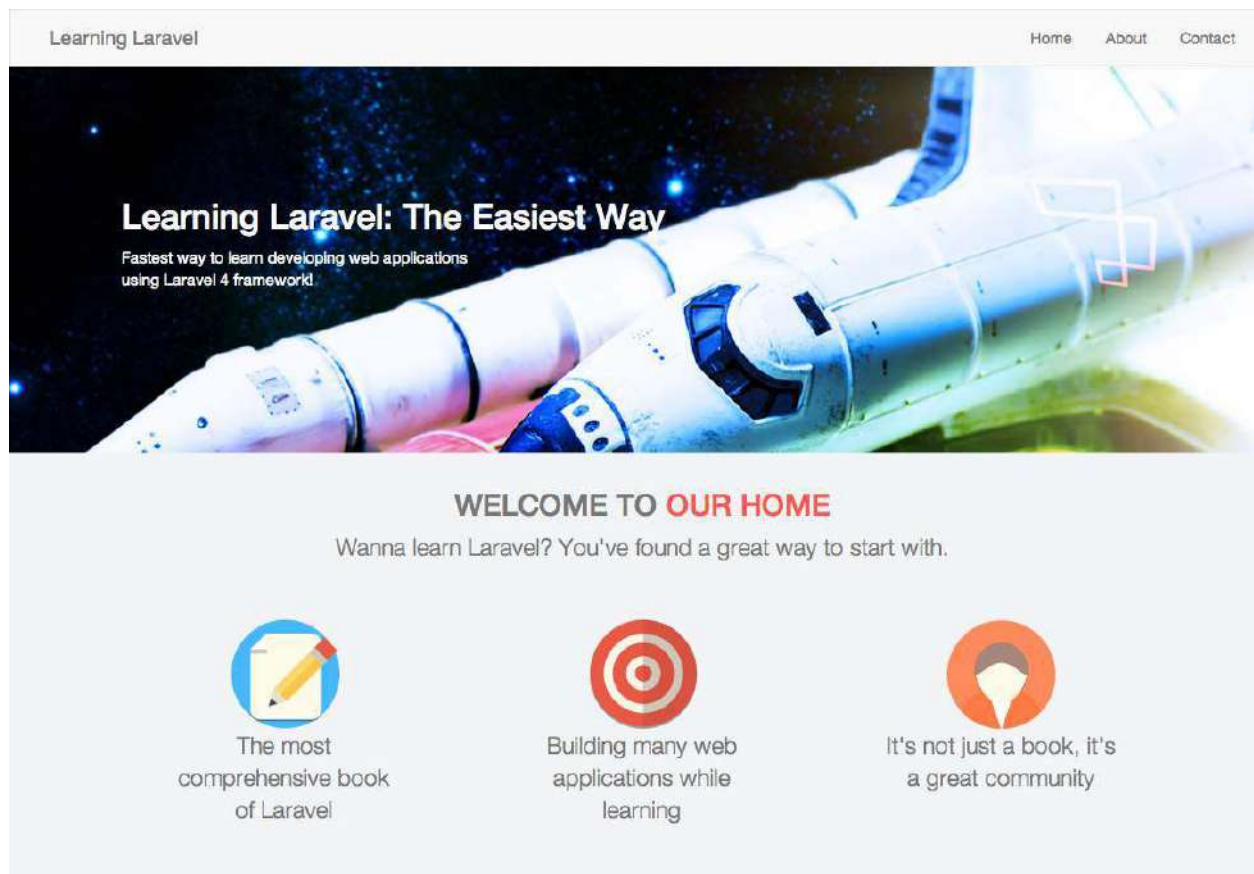 Learning Laravel
Home About Contact
Learning Laravel: The Easiest Way
Fastest way to learn developing web applications
using Laravel 4 framework!
WELCOME TO OUR HOME
Wanna learn Laravel? You've found a great way to start with.
The most
comprehensive book
of Laravel
Building many web
applications while
learning
It's not just a book, it's
a great community